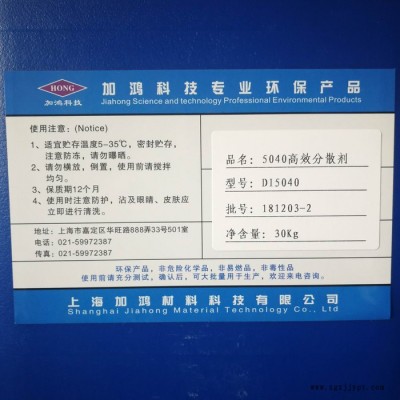 HONG
加鸿科技
加鸿科技专业环保产品
Jiahong Science and technology Professional Environmental Products
使用注意：(Notice)
1、适宜贮存温度5-35℃，密封贮存，
注意防冻，请勿曝晒。
2、请勿横放，倒置，使用前请搅拌
均匀。
3、保质期12个月
4、使用时注意防护，沾及眼睛、皮肤应
立即进行清洗。
地址：上海市嘉定区华旺路888弄33号501室
电话：021-59972387
传真：021-59972387
品名：5040高效分散剂
型号：D15040
批号：181203-2
净含量：30Kg
环保产品，非危险化学品，非易燃品，非毒性品
使用前请充分测试，确认后，可大批量用于生产，欢迎来电咨询。
上海加鸿材料科技有限公司
Shanghai Jiahong Material Technology Co., Ltd